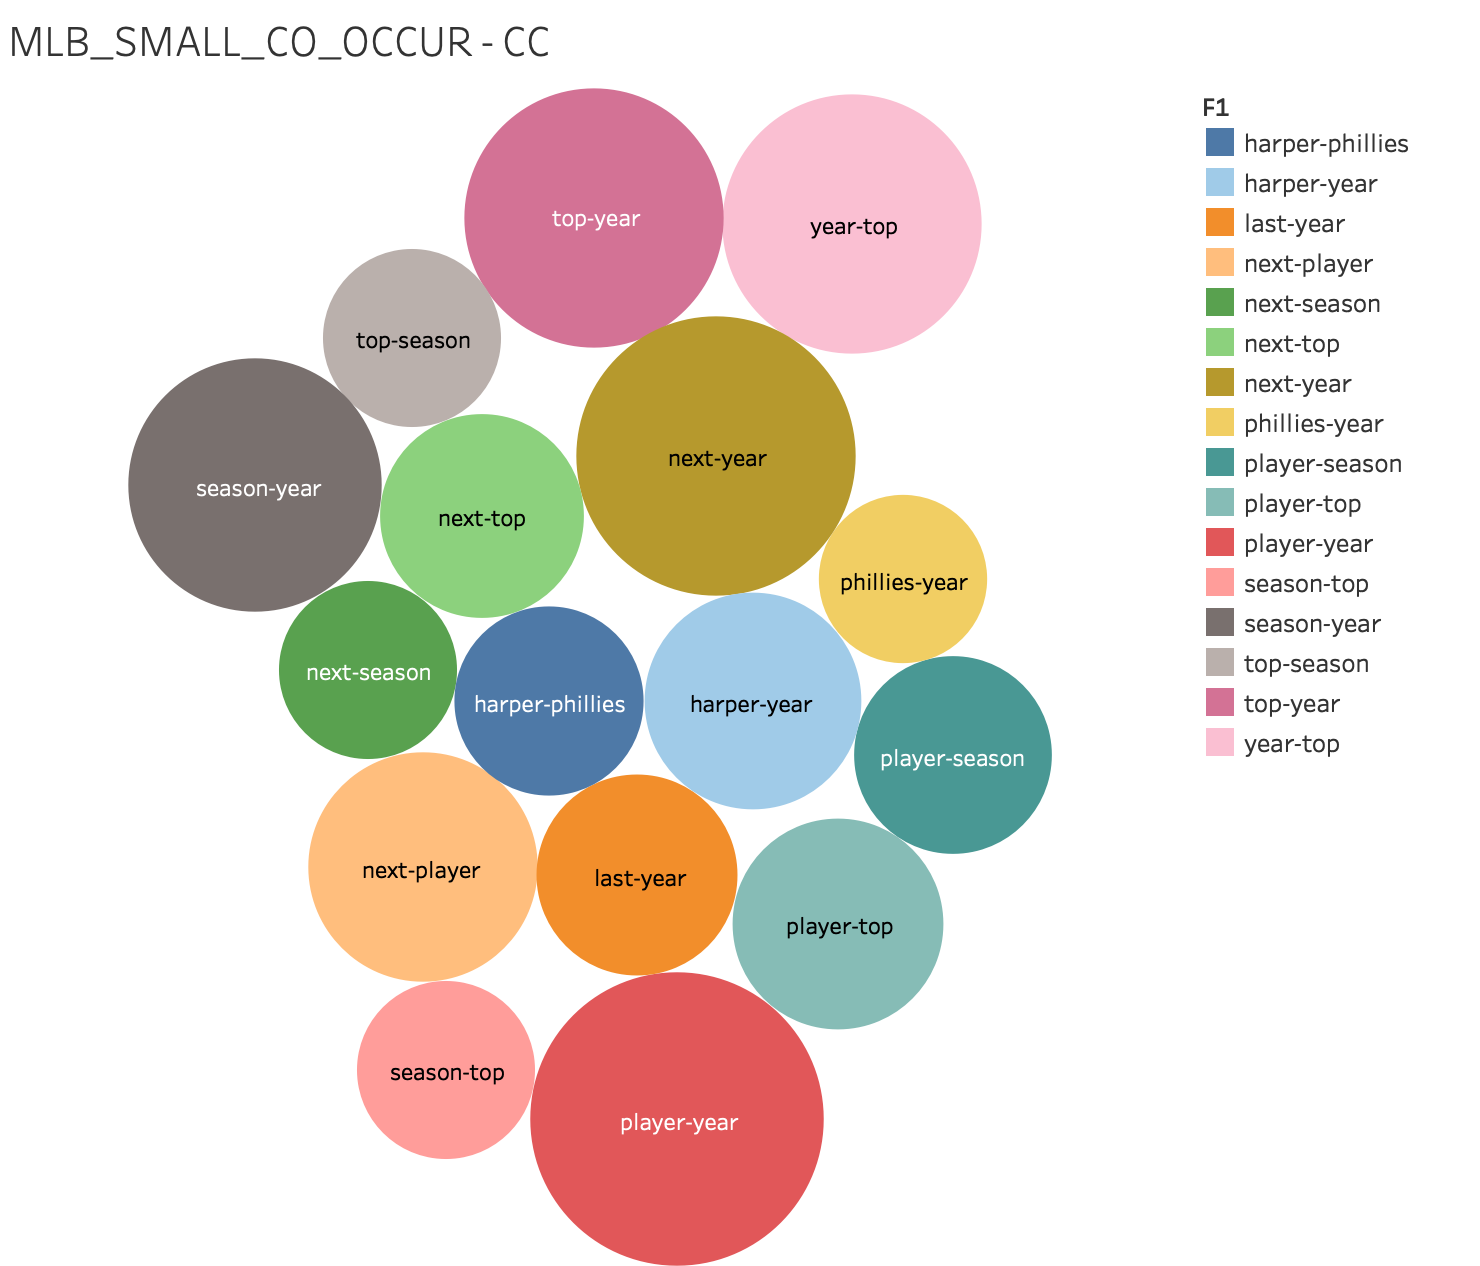 MLB_SMALL_CO_OCCUR - CC
top-year
year-top
top-season
next-year
season-year
next-top
phillies-year
next-season
harper-phillies
harper-year
player-season
next-player
last-year
player-top
season-top
player-year
F1
harper-phillies
harper-year
last-year
next-player
next-season
next-top
next-year
phillies-year
player-season
player-top
player-year
season-top
season-year
top-season
top-year
year-top